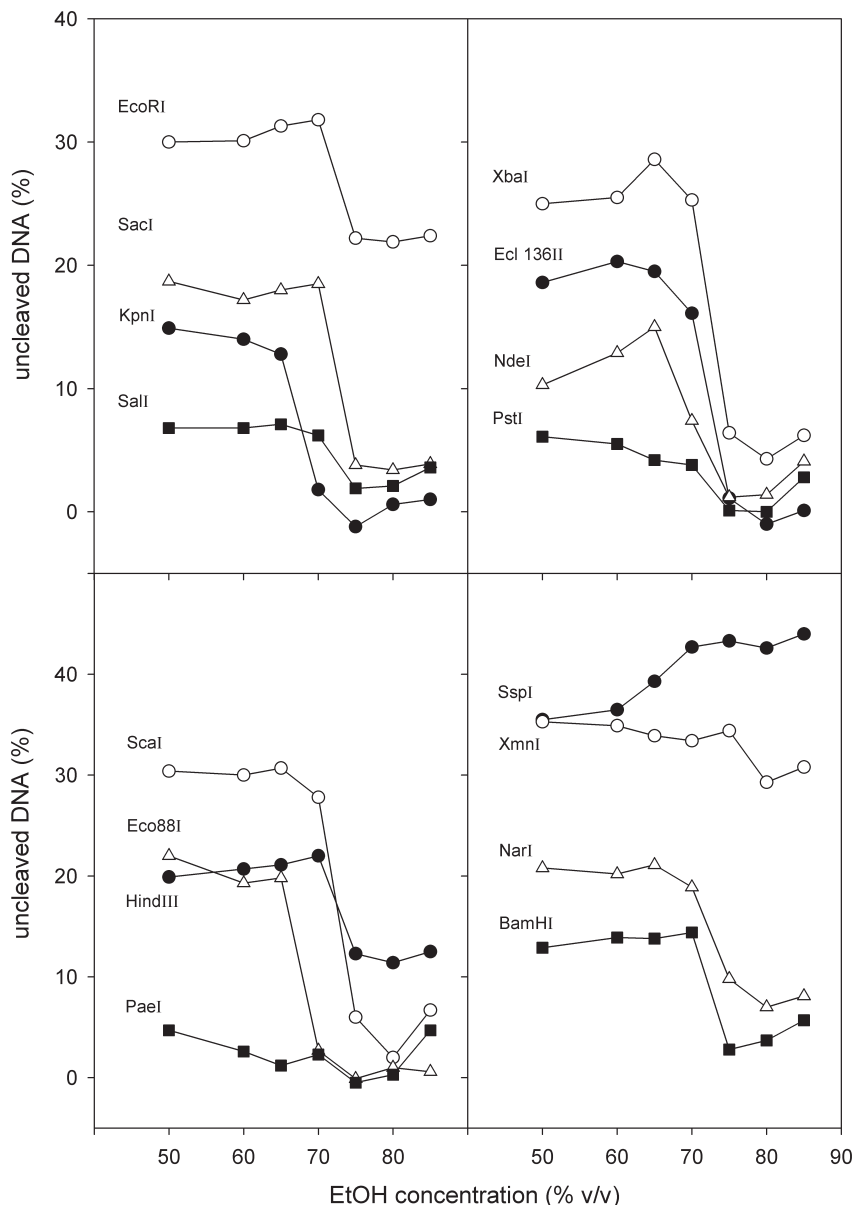 40
30
20
10
0
uncleaved DNA (%)
EcoRI
SacI
KpnI
SalI
XbaI
Ecl 136II
NdeI
PstI
40
30
20
10
0
uncleaved DNA (%)
ScaI
Eco88I
HindIII
PaeI
SspI
XmnI
NarI
BamHI
50 60 70 80 50 60 70 80 90
EtOH concentration (% v/v)